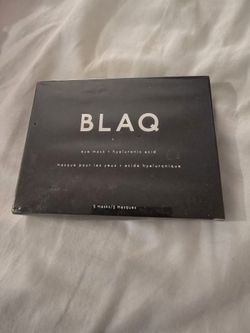 BLAQ
eye mask + hyaluronic acid
masque pour les yeux + acide hyaluronique
5 masks/5 masques